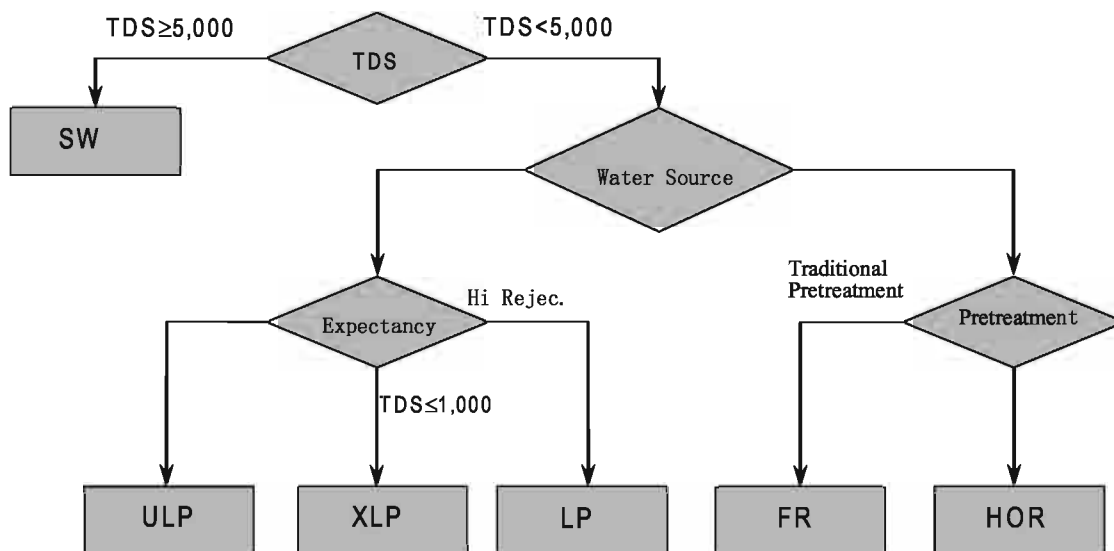 TDS≥5,000
TDS<5,000
TDS
SW
Water Source
Traditional
Pretreatment
Hi Rejec.
Expectancy
Pretreatment
TDS≤1,000
ULP
XLP
LP
FR
HOR